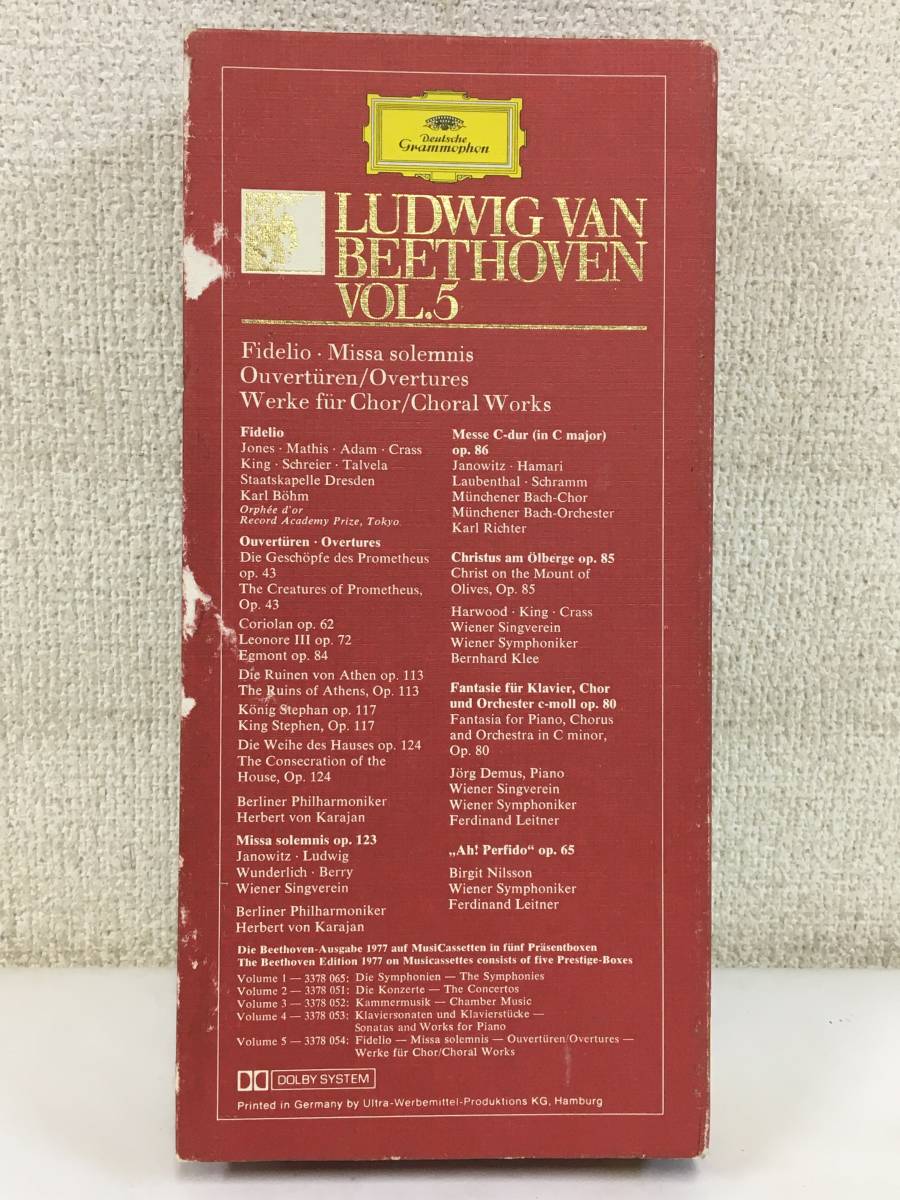 Deutsche
Grammophon
LUDWIG VAN
BEETHOVEN
VOL.5
Fidelio · Missa solemnis
Ouvertüren/Overtures
Werke für Chor/Choral Works
Fidelio
Jones · Mathis · Adam · Crass
King · Schreier · Talvela
Staatskapelle Dresden
Karl Böhm
Orphée d'or
Record Academy Prize, Tokyo
Ouvertüren · Overtures
Die Geschöpfe des Prometheus
op. 43
The Creatures of Prometheus,
Op. 43
Coriolan op. 62
Leonore III op. 72
Egmont op. 84
Die Ruinen von Athen op. 113
The Ruins of Athens, Op. 113
König Stephan op. 117
King Stephen, Op. 117
Die Weihe des Hauses op. 124
The Consecration of the
House, Op. 124
Berliner Philharmoniker
Herbert von Karajan
Missa solemnis op. 123
Janowitz · Ludwig
Wunderlich · Berry
Wiener Singverein
Berliner Philharmoniker
Herbert von Karajan
Messe C-dur (in C major)
op. 86
Janowitz · Hamari
Laubenthal · Schramm
Münchener Bach-Chor
Münchener Bach-Orchester
Karl Richter
Christus am Ölberge op. 85
Christ on the Mount of
Olives, Op. 85
Harwood · King · Crass
Wiener Singverein
Wiener Symphoniker
Bernhard Klee
Fantasie für Klavier, Chor
und Orchester c-moll op. 80
Fantasia for Piano, Chorus
and Orchestra in C minor,
Op. 80
Jörg Demus, Piano
Wiener Singverein
Wiener Symphoniker
Ferdinand Leitner
„Ah! Perfido“ op. 65
Birgit Nilsson
Wiener Symphoniker
Ferdinand Leitner
Die Beethoven-Ausgabe 1977 auf MusiCassetten in fünf Präsentboxen
The Beethoven Edition 1977 on Musicassettes consists of five Prestige-Boxes
Volume 1 — 3378 065: Die Symphonien — The Symphonies
Volume 2 — 3378 051: Die Konzerte — The Concertos
Volume 3 — 3378 052: Kammermusik — Chamber Music
Volume 4 — 3378 053: Klaviersonaten und Klavierstücke —
Sonatas and Works for Piano
Volume 5 — 3378 054: Fidelio — Missa solemnis — Ouvertüren/Overtures —
Werke für Chor/Choral Works
DOLBY SYSTEM
Printed in Germany by Ultra-Werbemittel-Produktions KG, Hamburg